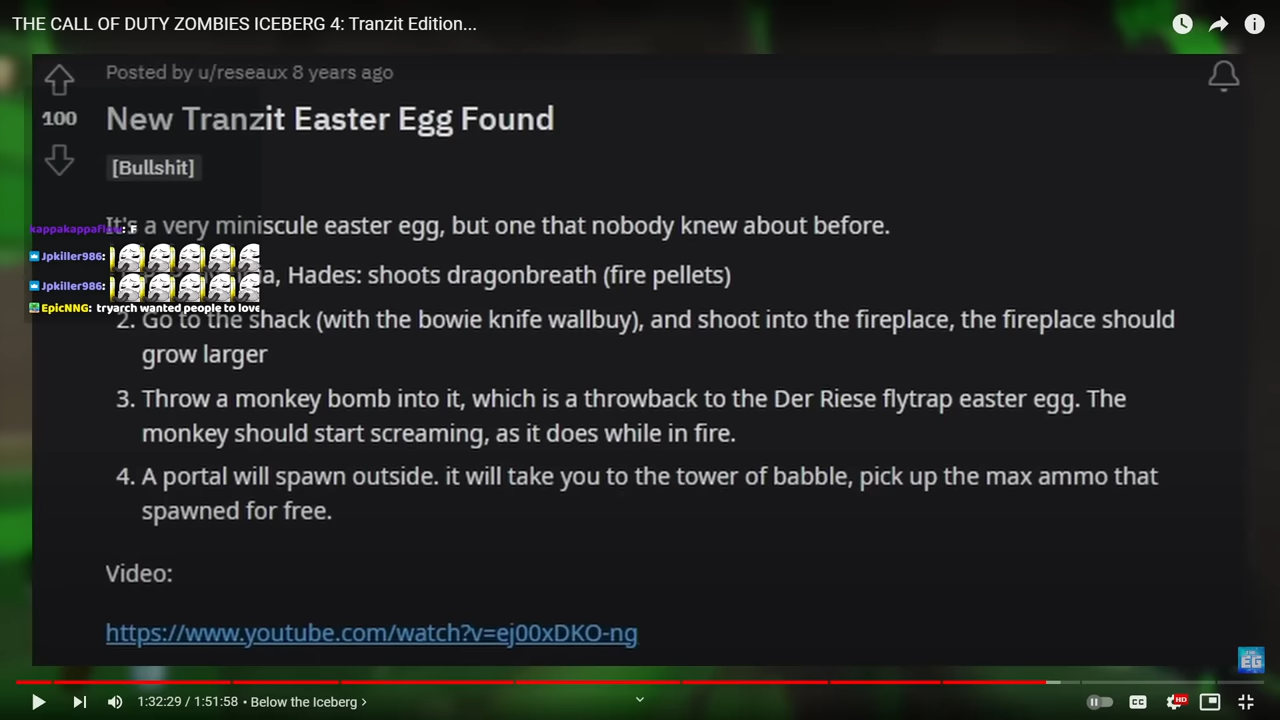 THE CALL OF DUTY ZOMBIES ICEBERG 4: Tranzit Edition...
Posted by u/reseaux 8 years ago
100
New Tranzit Easter Egg Found
[Bullshit]
It's a very miniscule easter egg, but one that nobody knew about before.
kappakappaflow: F
Jpkiller986:
a, Hades: shoots dragonbreath (fire pellets)
Jpkiller986:
EpicNNG: tryarch wanted people to love
2. Go to the shack (with the bowie knife wallbuy), and shoot into the fireplace, the fireplace should
grow larger
3. Throw a monkey bomb into it, which is a throwback to the Der Riese flytrap easter egg. The
monkey should start screaming, as it does while in fire.
4. A portal will spawn outside. it will take you to the tower of babble, pick up the max ammo that
spawned for free.
Video:
https://www.youtube.com/watch?v=ej00xDKO-ng
EG
1:32:29 / 1:51:58 • Below the Iceberg >
CC
HD